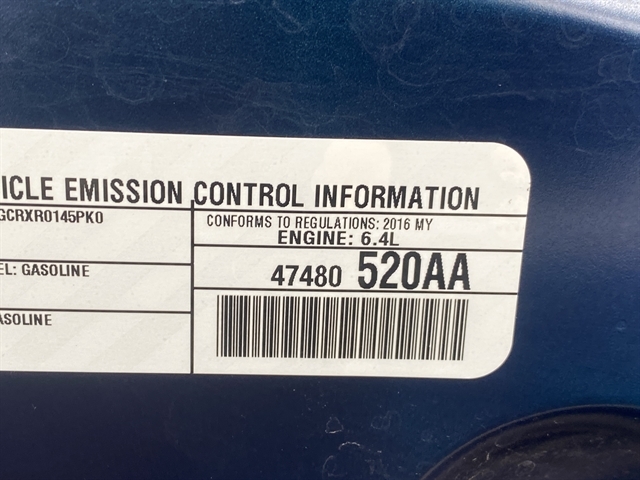 ICLE EMISSION CONTROL INFORMATION
GCRXR0145PK0
CONFORMS TO REGULATIONS: 2016 MY
ENGINE: 6.4L
EL: GASOLINE
47480 520AA
ASOLINE